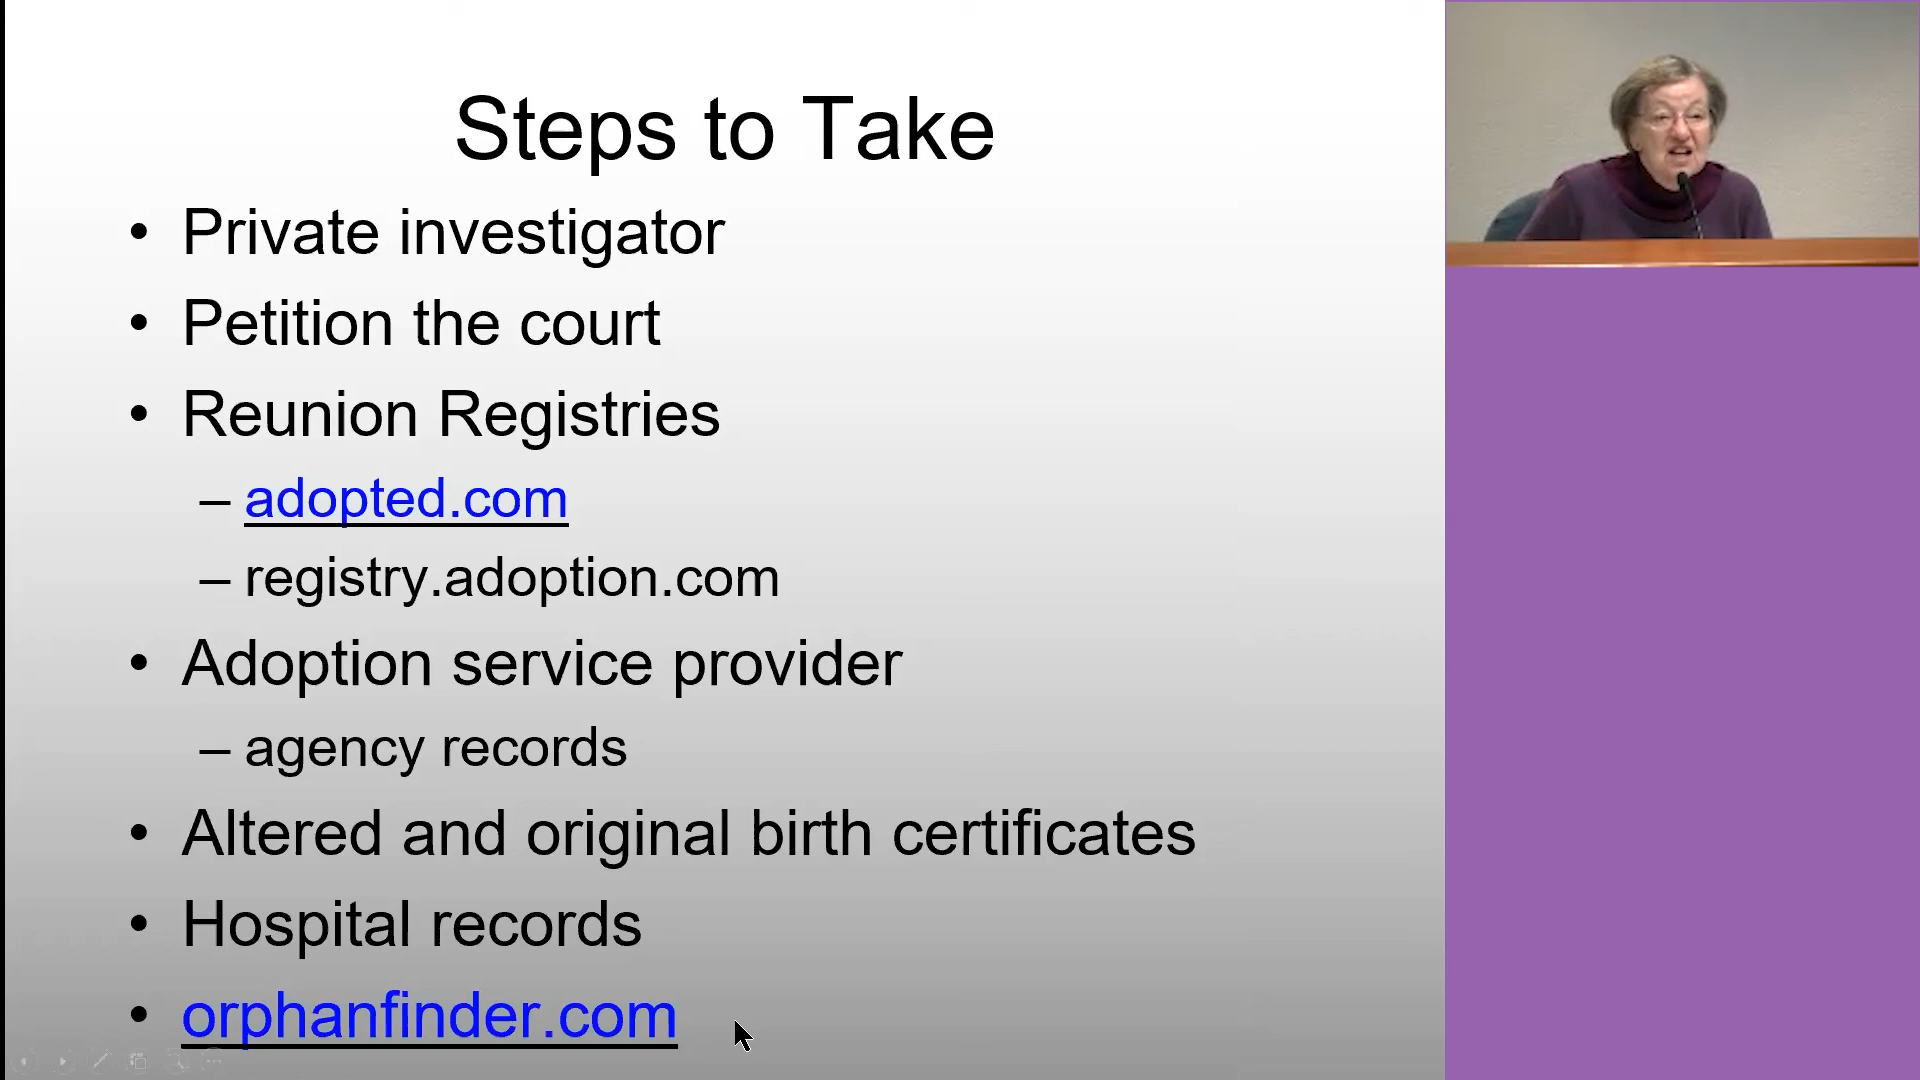 Steps to Take
• Private investigator
• Petition the court
• Reunion Registries
– adopted.com
– registry.adoption.com
• Adoption service provider
– agency records
• Altered and original birth certificates
• Hospital records
• orphanfinder.com